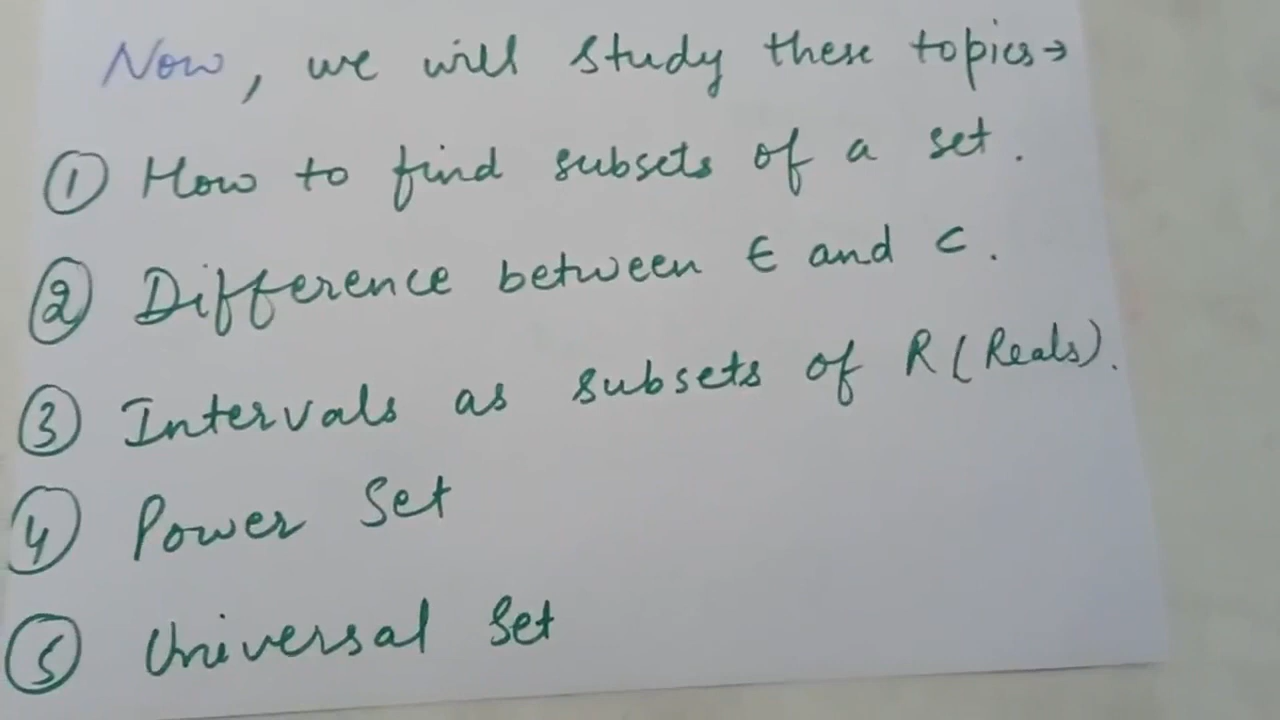 Now, we will study these topics →
① How to find subsets of a set.
② Difference between ∈ and ⊂.
③ Intervals as subsets of R (Reals).
④ Power Set
⑤ Universal Set